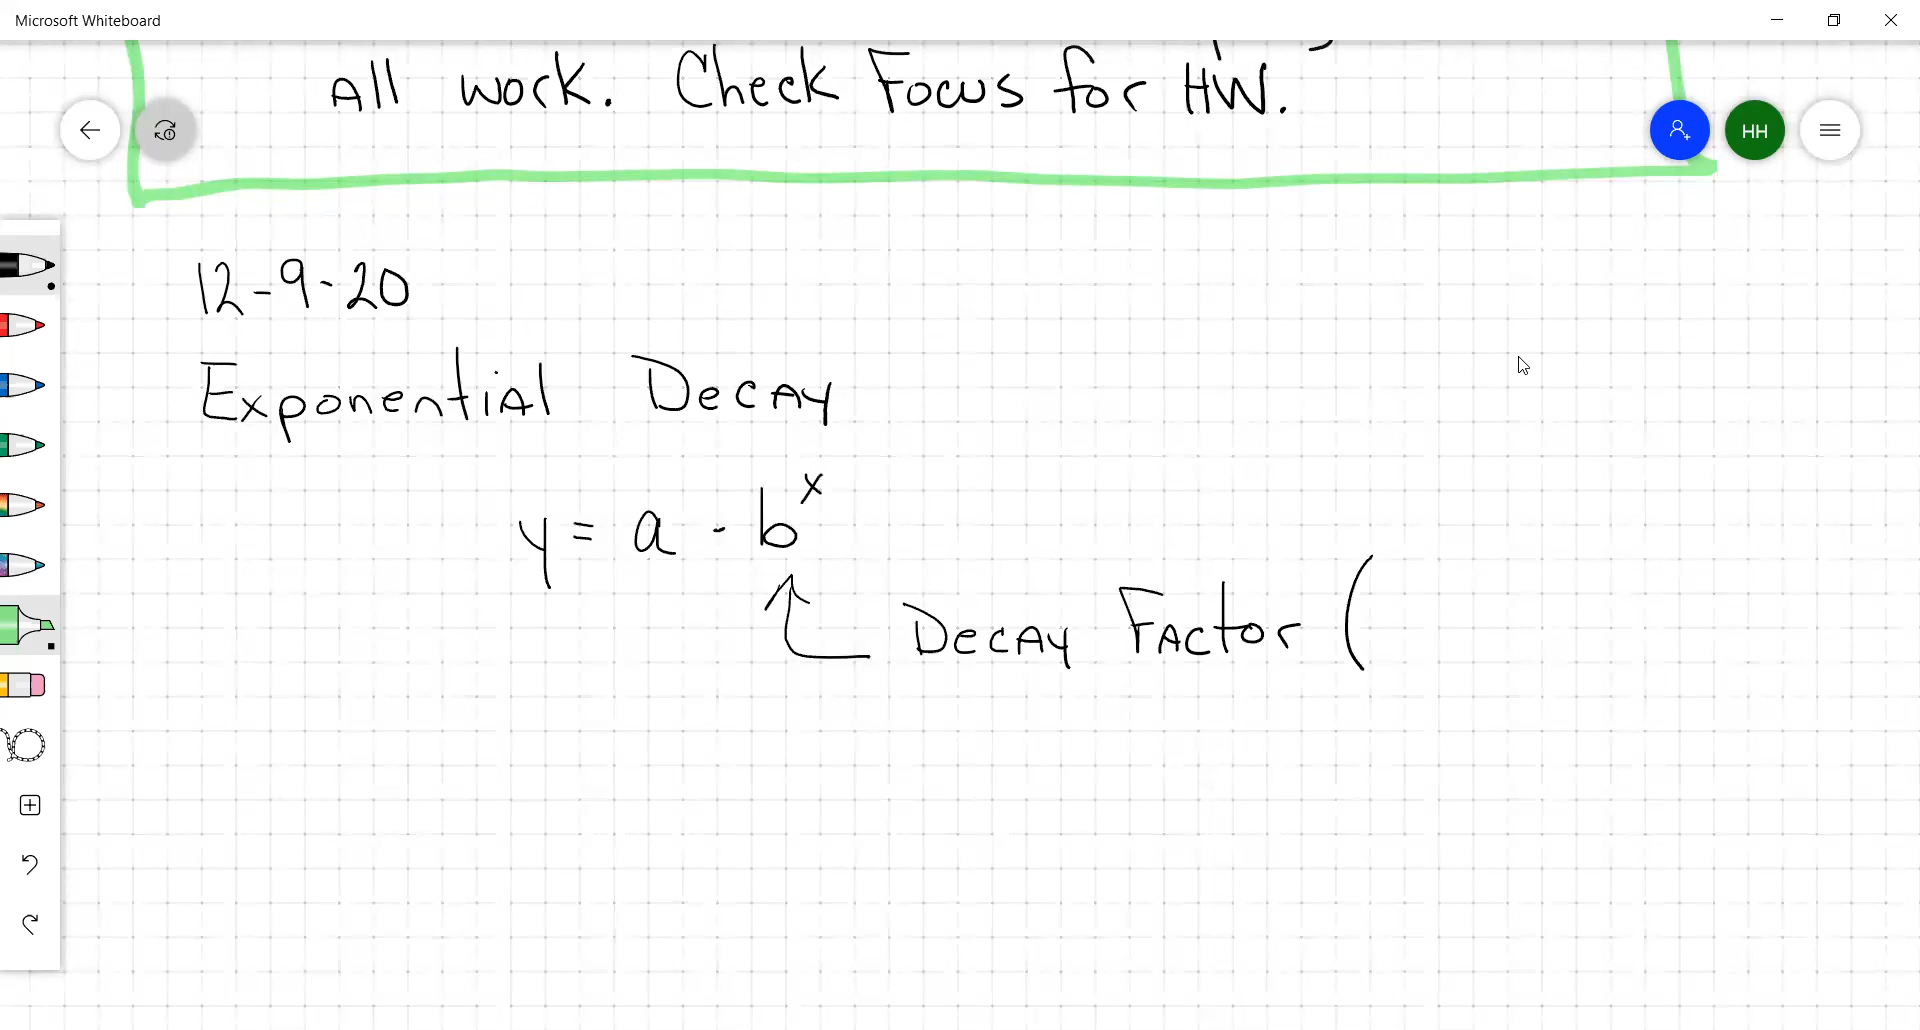 Microsoft Whiteboard
All work. Check Focus for HW.
HH
12-9-20
Exponential Decay
y = a · b^x
Decay Factor (